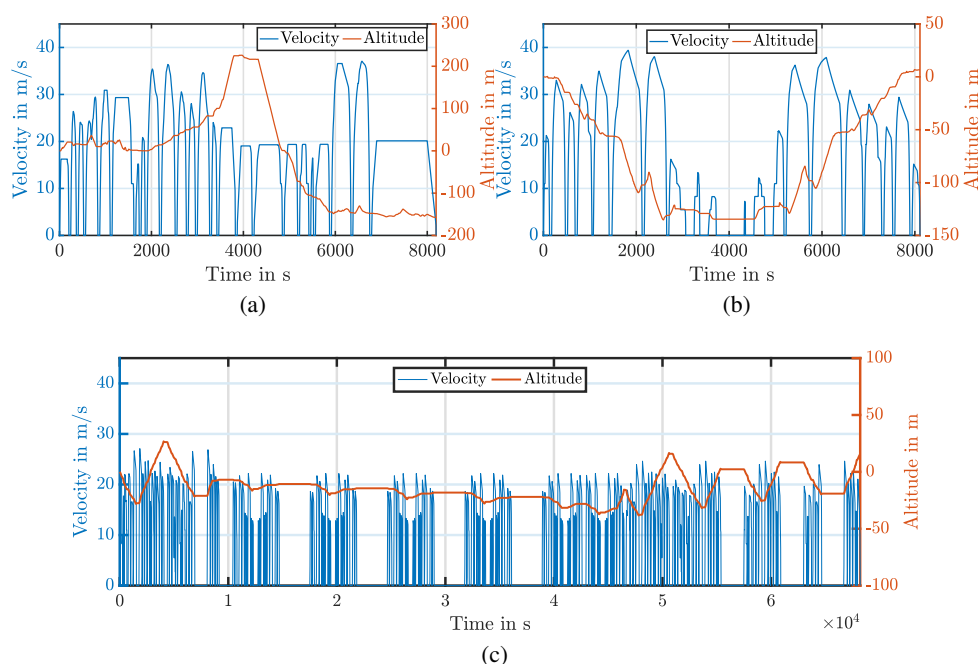 Velocity Altitude
Velocity in m/s
0
10
20
30
40
Altitude in m
-200
-100
0
100
200
300
0 2000 4000 6000 8000
Time in s
(a)
Velocity Altitude
Velocity in m/s
0
10
20
30
40
Altitude in m
-150
-100
-50
0
50
0 2000 4000 6000 8000
Time in s
(b)
Velocity Altitude
Velocity in m/s
0
10
20
30
40
Altitude in m
-100
-50
0
50
100
0 1 2 3 4 5 6
×10^4
Time in s
(c)